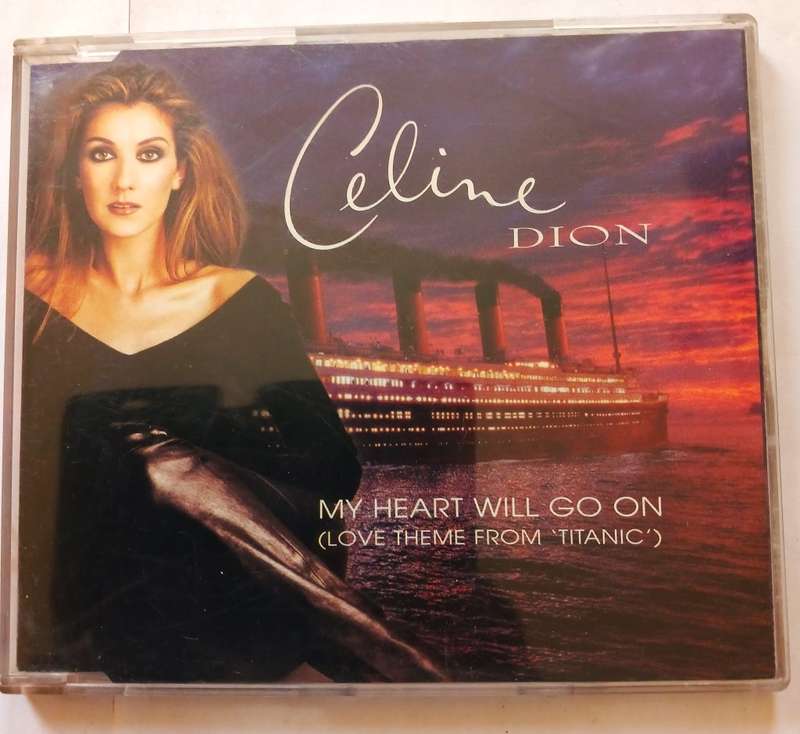 Celine
DION
MY HEART WILL GO ON
(LOVE THEME FROM ‘TITANIC’)